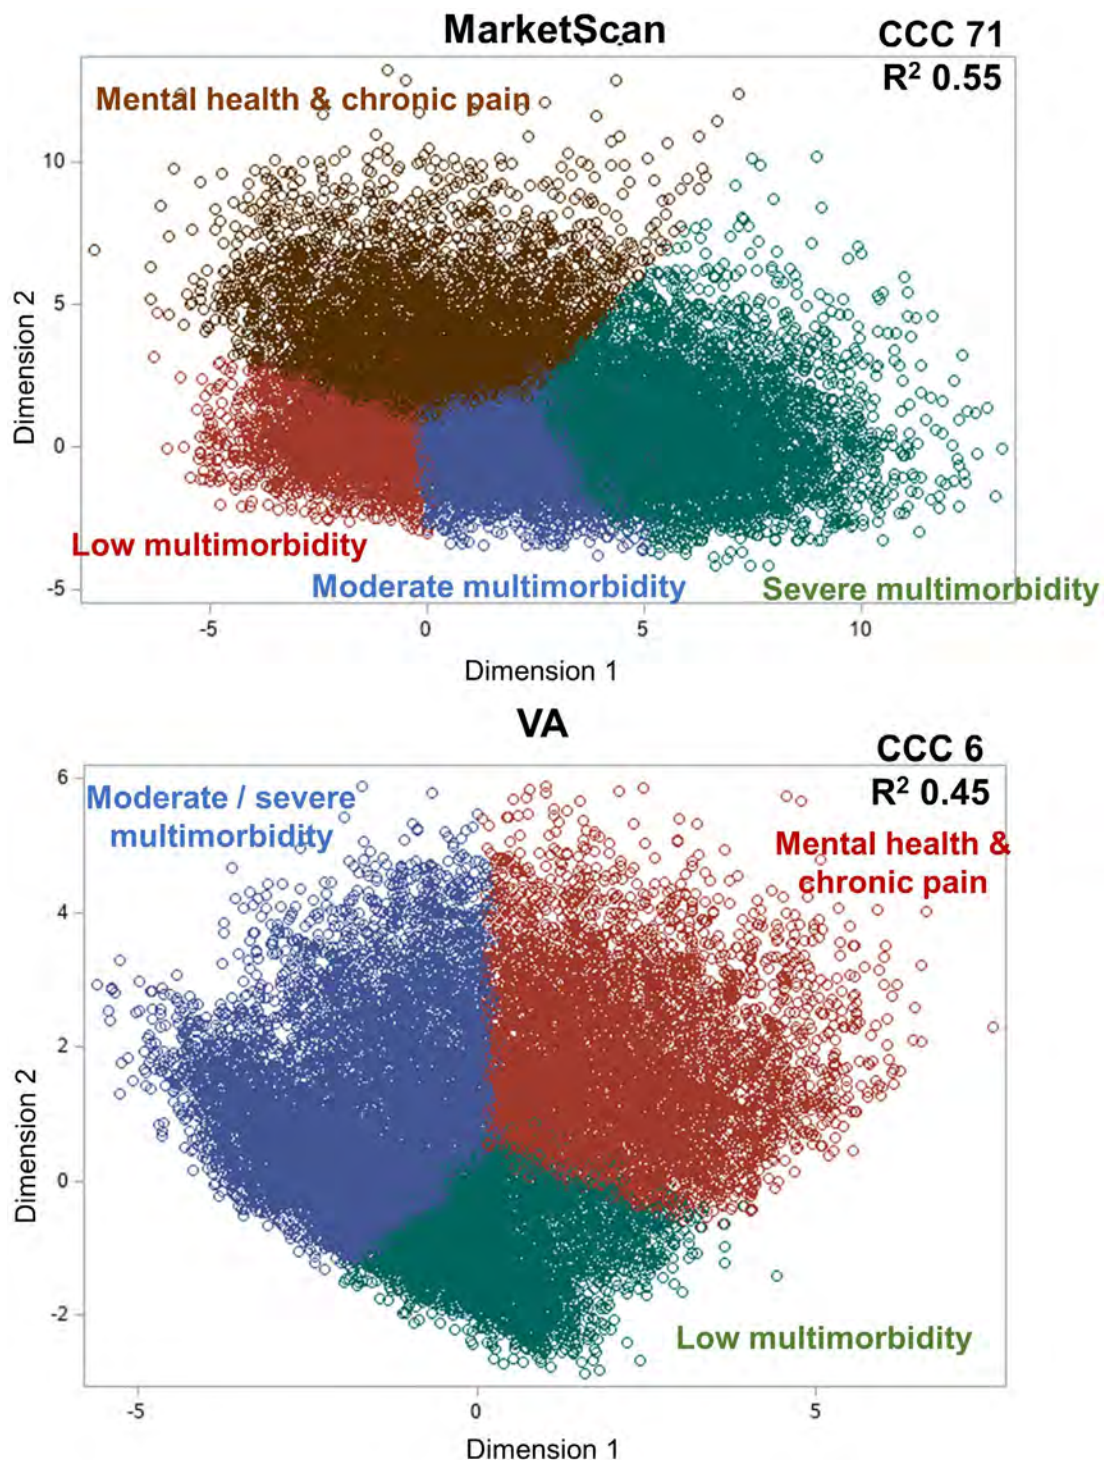 MarketScan
CCC 71
R² 0.55
Mental health & chronic pain
10
5
0
-5
Dimension 2
Low multimorbidity
Moderate multimorbidity
Severe multimorbidity
-5 0 5 10
Dimension 1
VA
CCC 6
R² 0.45
Moderate / severe
multimorbidity
Mental health &
chronic pain
6
4
2
0
-2
Dimension 2
Low multimorbidity
-5 0 5
Dimension 1